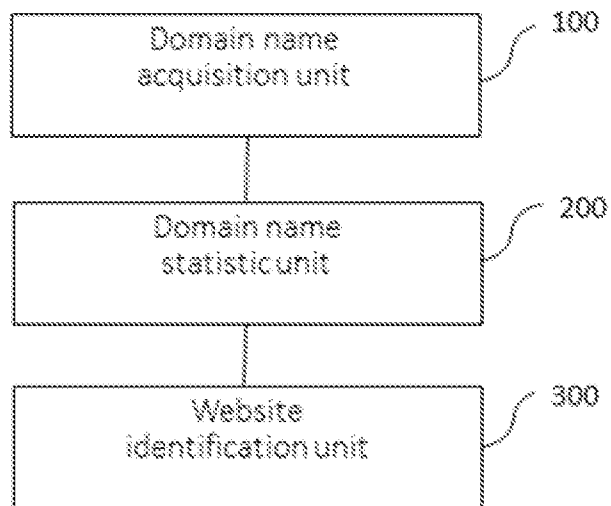 Domain name
acquisition unit
100
Domain name
statistic unit
200
Website
identification unit
300